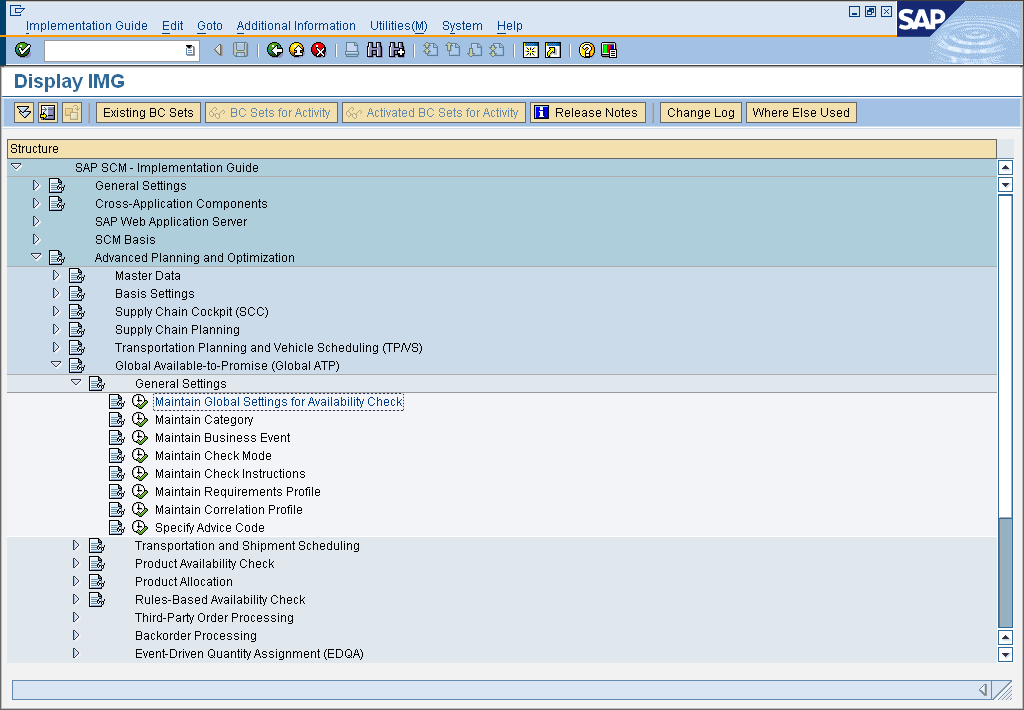 Implementation Guide Edit Goto Additional Information Utilities(M) System Help
SAP
Display IMG
Existing BC Sets BC Sets for Activity Activated BC Sets for Activity Release Notes Change Log Where Else Used
Structure
SAP SCM - Implementation Guide
General Settings
Cross-Application Components
SAP Web Application Server
SCM Basis
Advanced Planning and Optimization
Master Data
Basis Settings
Supply Chain Cockpit (SCC)
Supply Chain Planning
Transportation Planning and Vehicle Scheduling (TP/VS)
Global Available-to-Promise (Global ATP)
General Settings
Maintain Global Settings for Availability Check
Maintain Category
Maintain Business Event
Maintain Check Mode
Maintain Check Instructions
Maintain Requirements Profile
Maintain Correlation Profile
Specify Advice Code
Transportation and Shipment Scheduling
Product Availability Check
Product Allocation
Rules-Based Availability Check
Third-Party Order Processing
Backorder Processing
Event-Driven Quantity Assignment (EDQA)